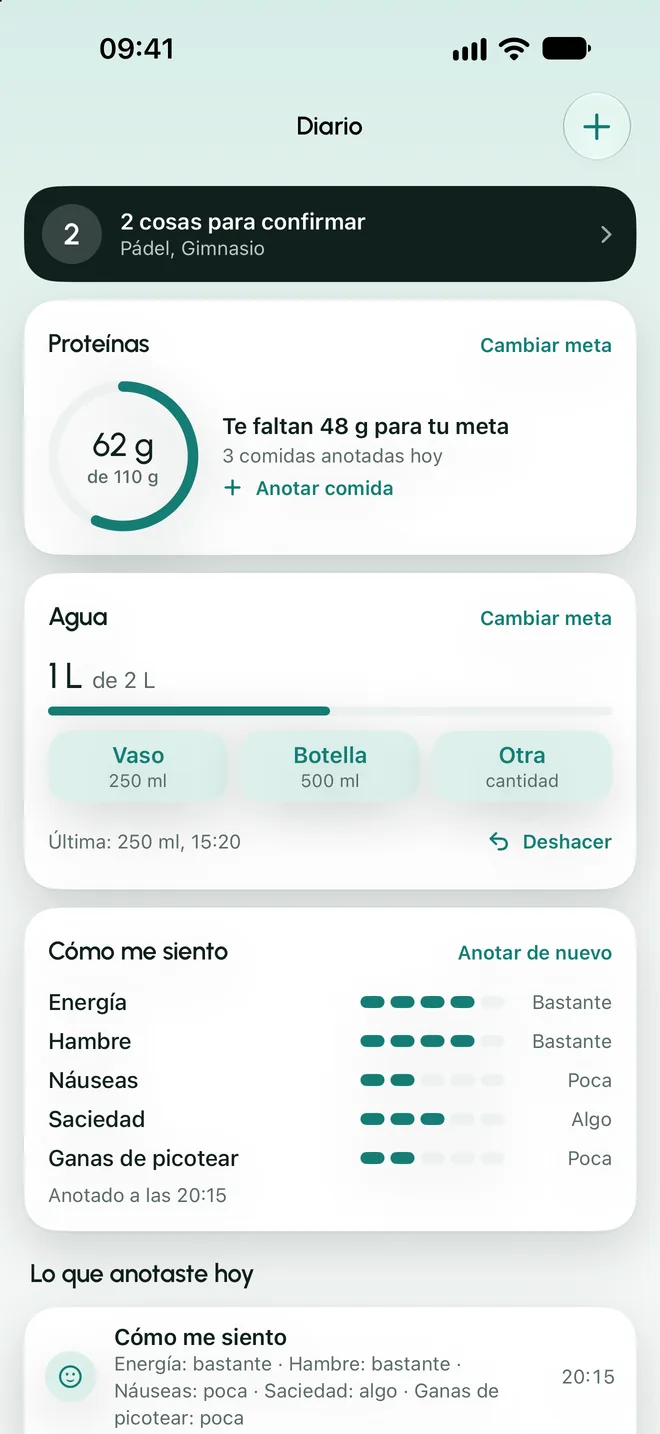 09:41
Diario
2
2 cosas para confirmar
Pádel, Gimnasio
Proteínas
Cambiar meta
62 g
de 110 g
Te faltan 48 g para tu meta
3 comidas anotadas hoy
+ Anotar comida
Agua
Cambiar meta
1 L de 2 L
Vaso
250 ml
Botella
500 ml
Otra
cantidad
Última: 250 ml, 15:20
Deshacer
Cómo me siento
Anotar de nuevo
Energía
Bastante
Hambre
Bastante
Náuseas
Poca
Saciedad
Algo
Ganas de picotear
Poca
Anotado a las 20:15
Lo que anotaste hoy
Cómo me siento
Energía: bastante · Hambre: bastante ·
Náuseas: poca · Saciedad: algo · Ganas de
picotear: poca
20:15